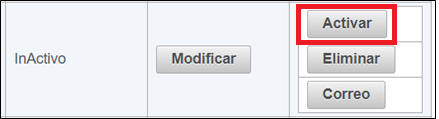 Activar
InActivo
Modificar
Eliminar
Correo